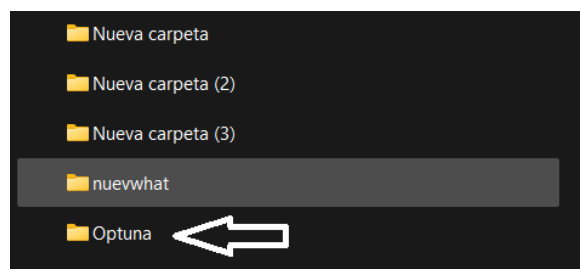 Nueva carpeta
Nueva carpeta (2)
Nueva carpeta (3)
nuevwhat
Optuna